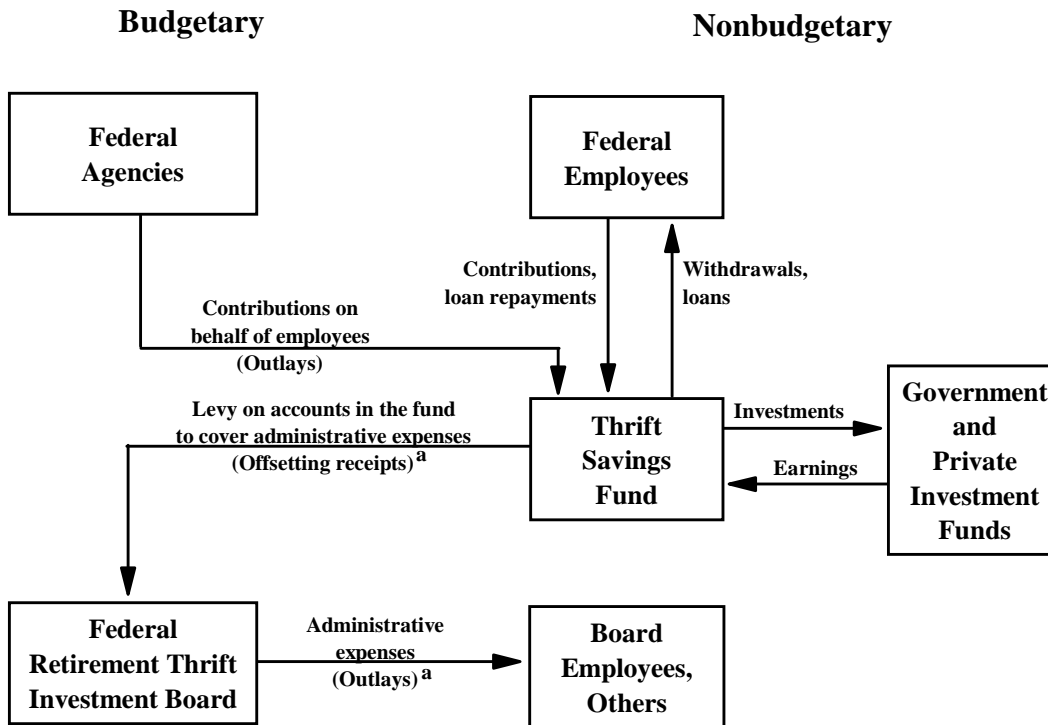 Budgetary
Nonbudgetary
Federal
Agencies
Federal
Employees
Contributions,
loan repayments
Withdrawals,
loans
Contributions on
behalf of employees
(Outlays)
Levy on accounts in the fund
to cover administrative expenses
(Offsetting receipts) a
Thrift
Savings
Fund
Investments
Earnings
Government
and
Private
Investment
Funds
Federal
Retirement Thrift
Investment Board
Administrative
expenses
(Outlays) a
Board
Employees,
Others